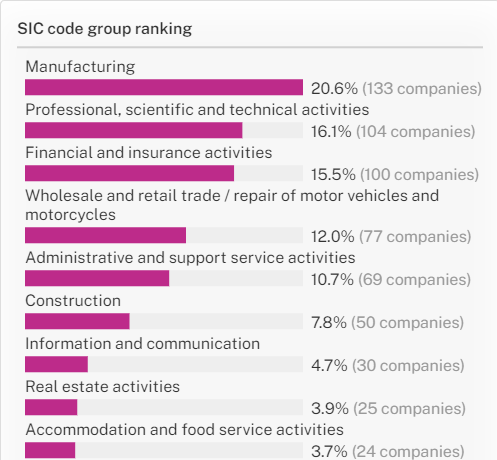 SIC code group ranking
Manufacturing
20.6% (133 companies)
Professional, scientific and technical activities
16.1% (104 companies)
Financial and insurance activities
15.5% (100 companies)
Wholesale and retail trade / repair of motor vehicles and
motorcycles
12.0% (77 companies)
Administrative and support service activities
10.7% (69 companies)
Construction
7.8% (50 companies)
Information and communication
4.7% (30 companies)
Real estate activities
3.9% (25 companies)
Accommodation and food service activities
3.7% (24 companies)